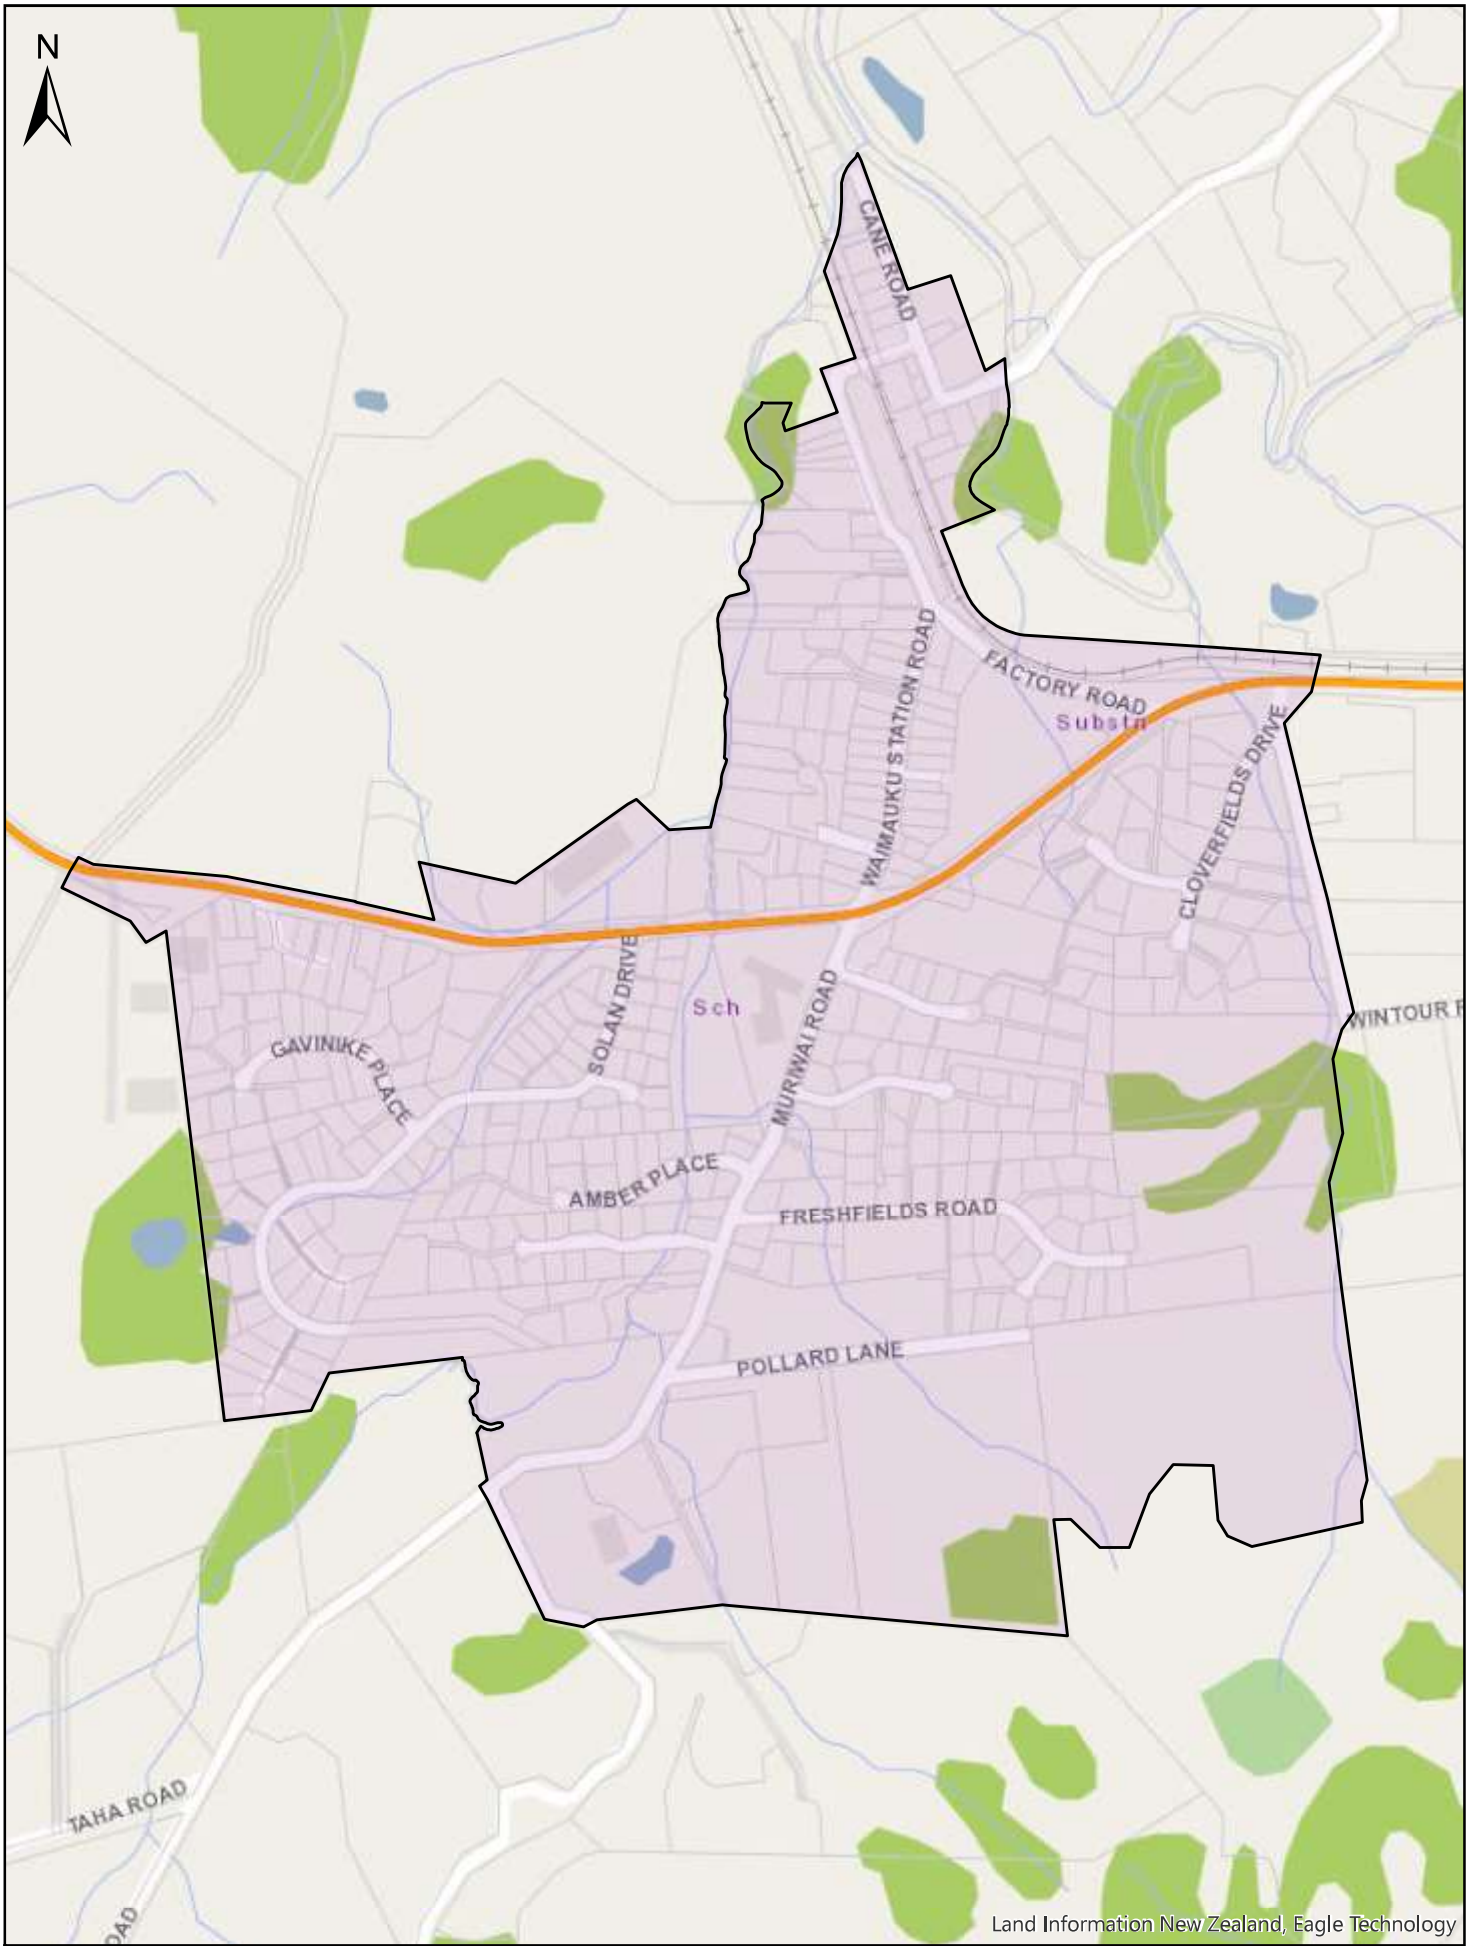 N
CANE ROAD
WAIMAUKU STATION ROAD
FACTORY ROAD
Substn
CLOVERFIELDS DRIVE
SOLAN DRIVE
Sch
MURIWAI ROAD
WINTOUR R
GAVINIKE PLACE
AMBER PLACE
FRESHFIELDS ROAD
POLLARD LANE
TAHA ROAD
OAD
Land Information New Zealand, Eagle Technology